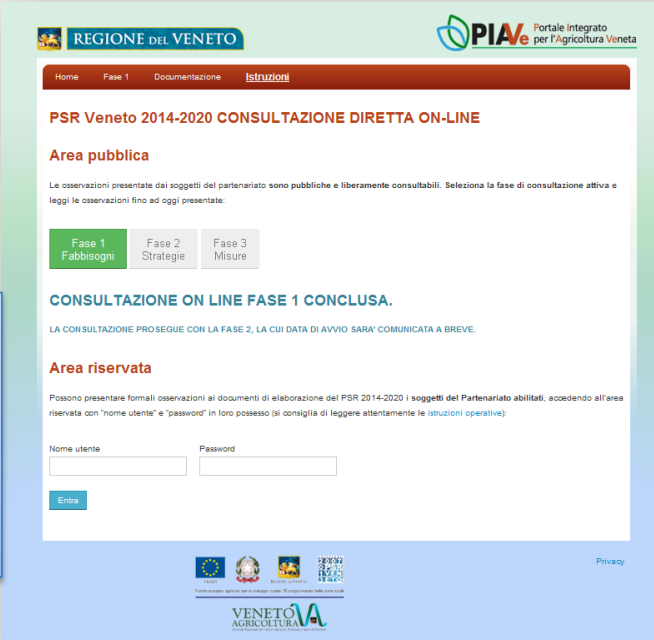 REGIONE DEL VENETO
PIAVe Portale Integrato
per l'Agricoltura Veneta
Home Fase 1 Documentazione Istruzioni
PSR Veneto 2014-2020 CONSULTAZIONE DIRETTA ON-LINE
Area pubblica
Le osservazioni presentate dai soggetti del partenariato sono pubbliche e liberamente consultabili. Seleziona la fase di consultazione attiva e
leggi le osservazioni fino ad oggi presentate:
Fase 1 Fase 2 Fase 3
Fabbisogni Strategie Misure
CONSULTAZIONE ON LINE FASE 1 CONCLUSA.
LA CONSULTAZIONE PROSEGUE CON LA FASE 2, LA CUI DATA DI AVVIO SARA' COMUNICATA A BREVE.
Area riservata
Possono presentare formali osservazioni ai documenti di elaborazione del PSR 2014-2020 i soggetti del Partenariato abilitati, accedendo all'area
riservata con "nome utente" e "password" in loro possesso (si consiglia di leggere attentamente le istruzioni operative):
Nome utente Password
Entra
Privacy
VENETO
AGRICOLTURA